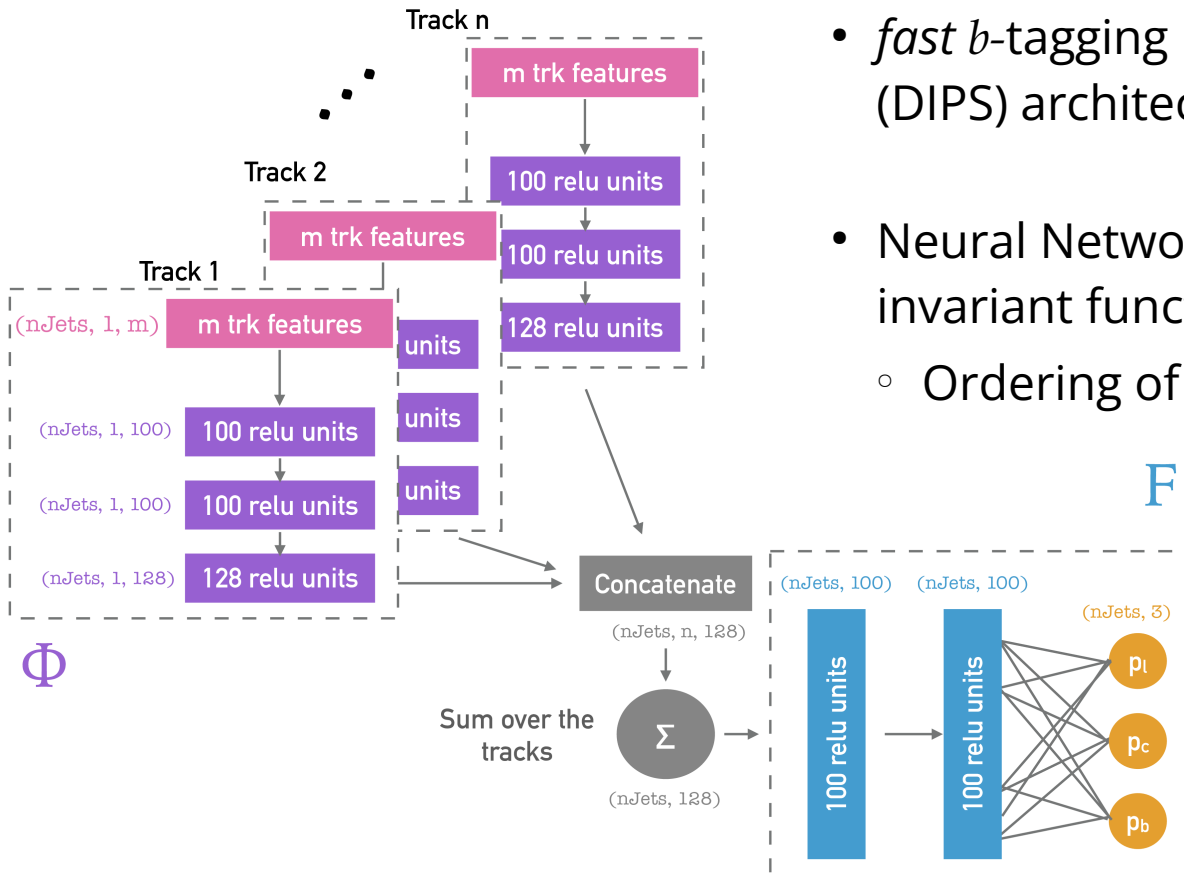 Track n
m trk features
100 relu units
100 relu units
128 relu units
Track 2
m trk features
units
units
units
Track 1
(nJets, 1, m)
m trk features
(nJets, 1, 100)
100 relu units
(nJets, 1, 100)
100 relu units
(nJets, 1, 128)
128 relu units
Φ
Concatenate
(nJets, n, 128)
Sum over the
tracks
Σ
(nJets, 128)
• fast b-tagging
(DIPS)
• Neural
invariant
◦ Ordering of
F
(nJets, 100) (nJets, 100)
(nJets, 3)
100 relu units
100 relu units
pl
pc
pb